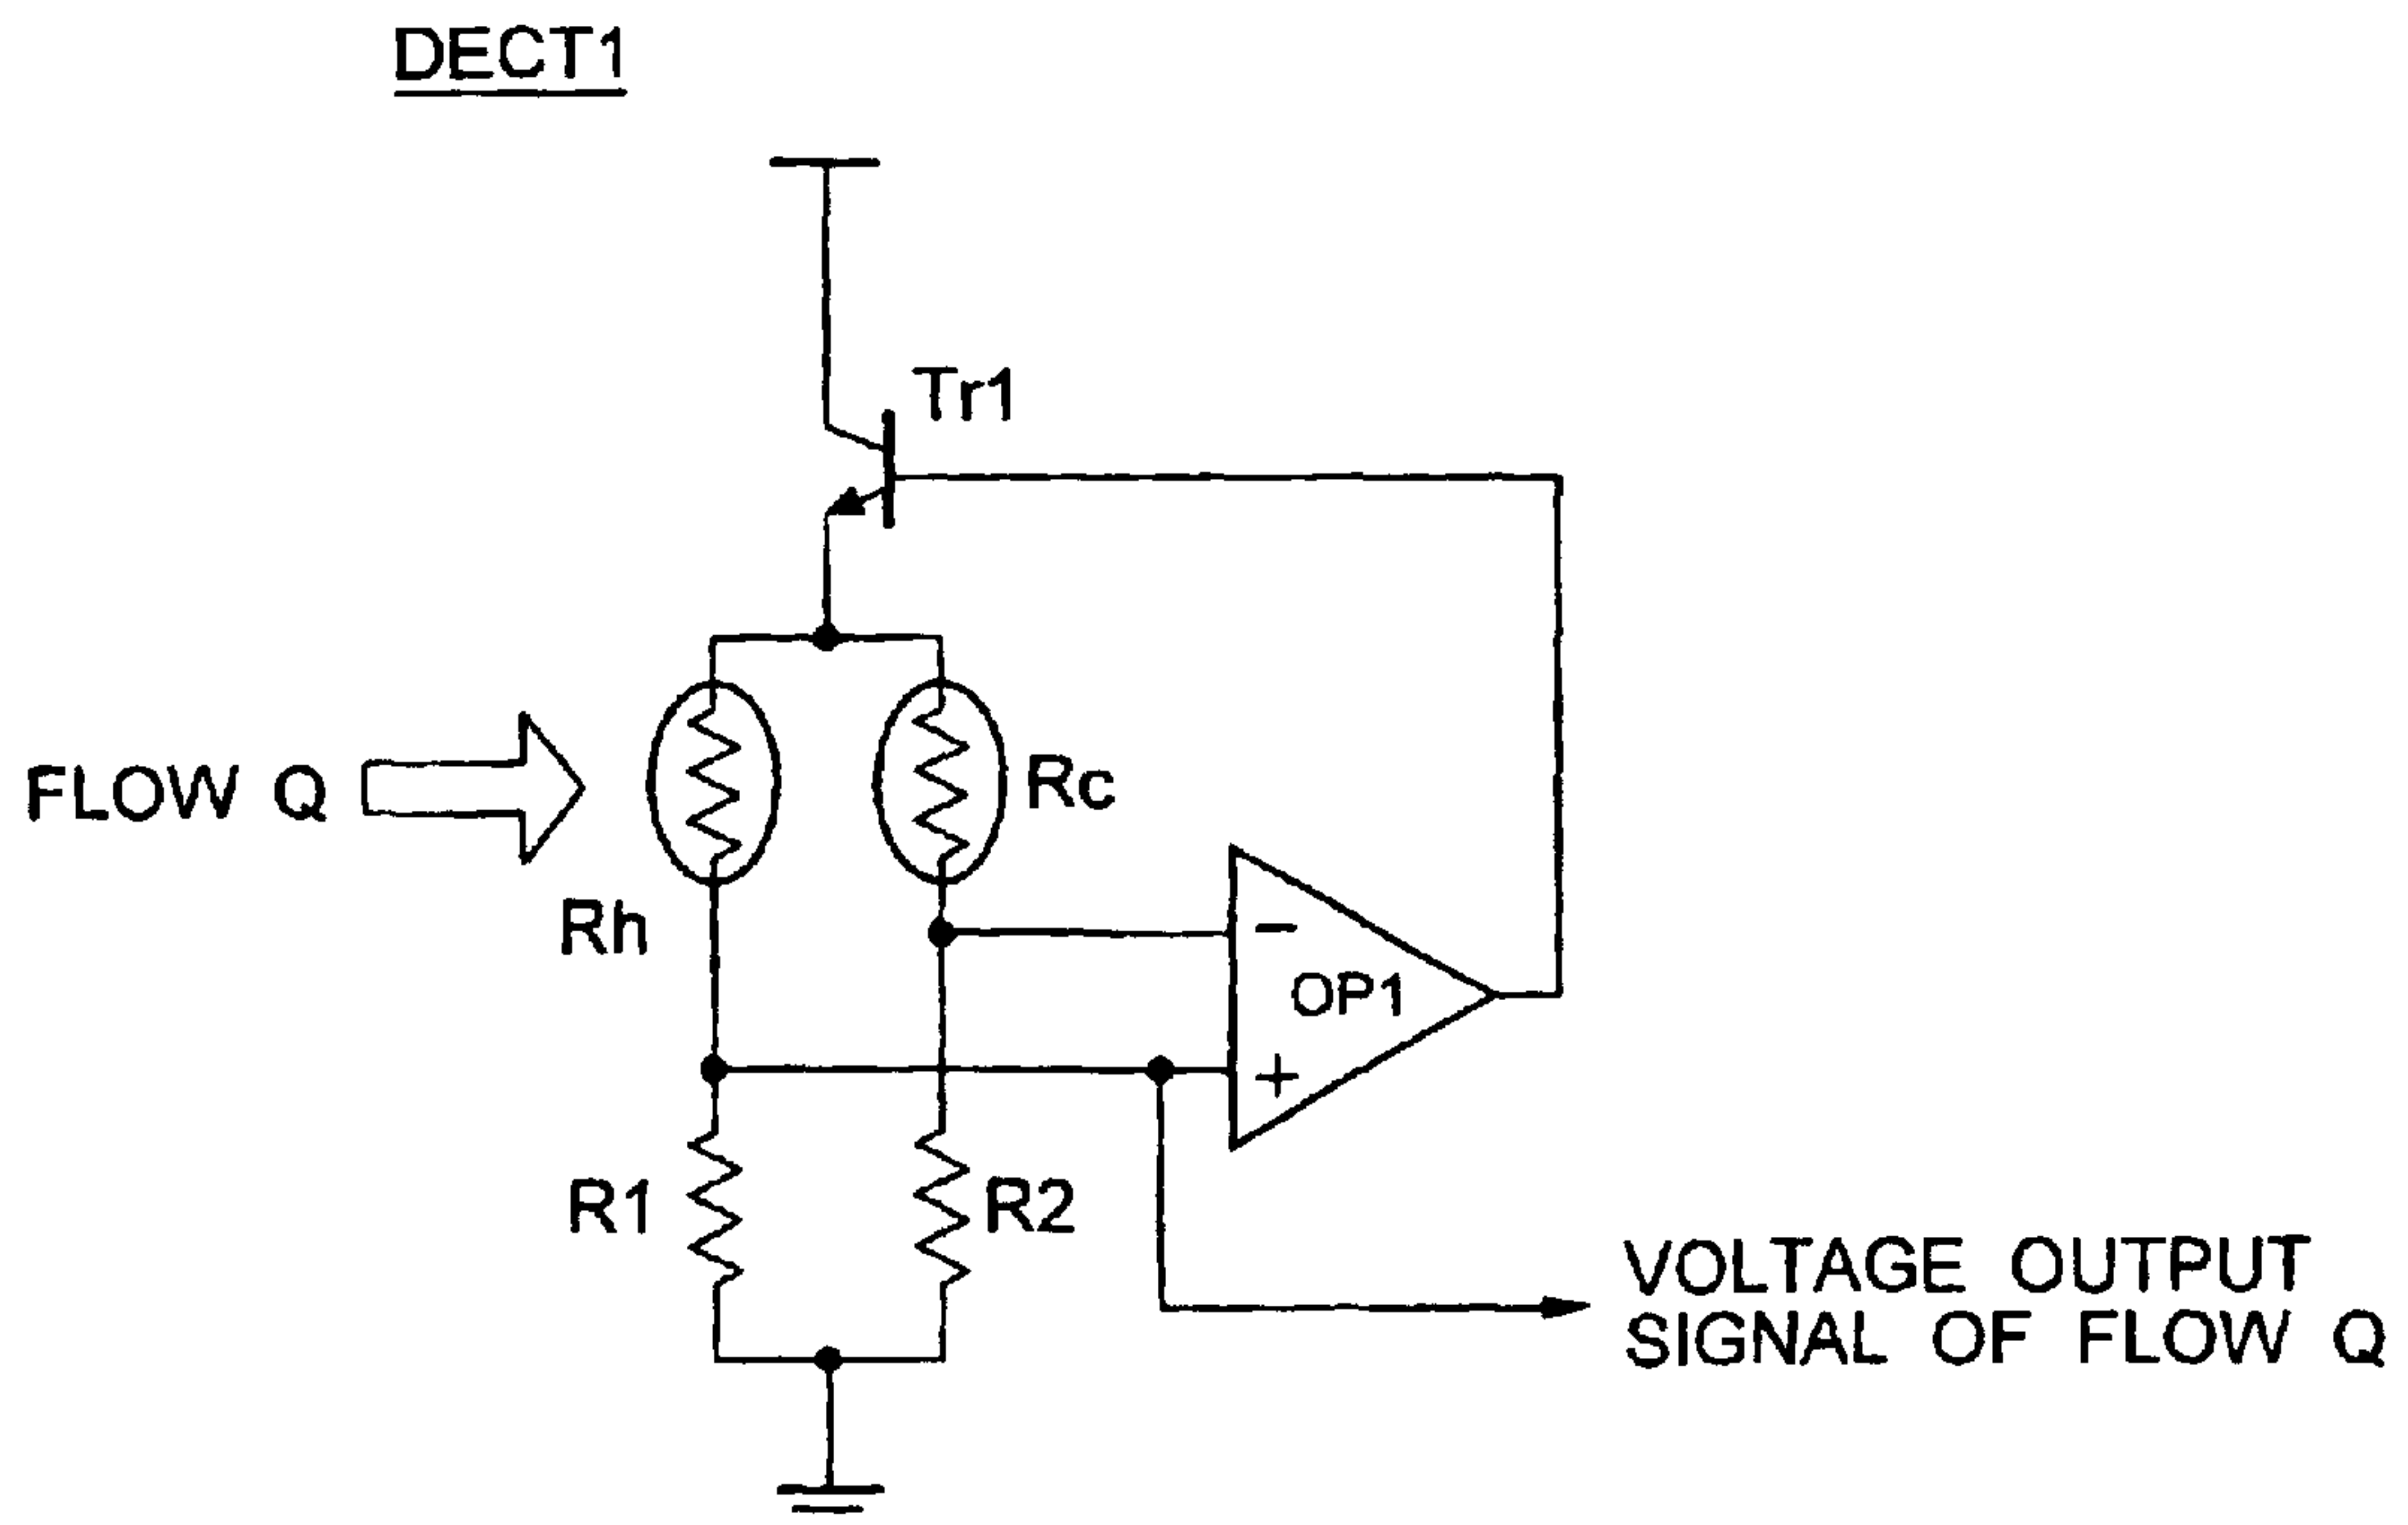 DECT1
Tr1
FLOW Q
Rc
Rh
−
OP1
+
R1
R2
VOLTAGE OUTPUT
SIGNAL OF FLOW Q